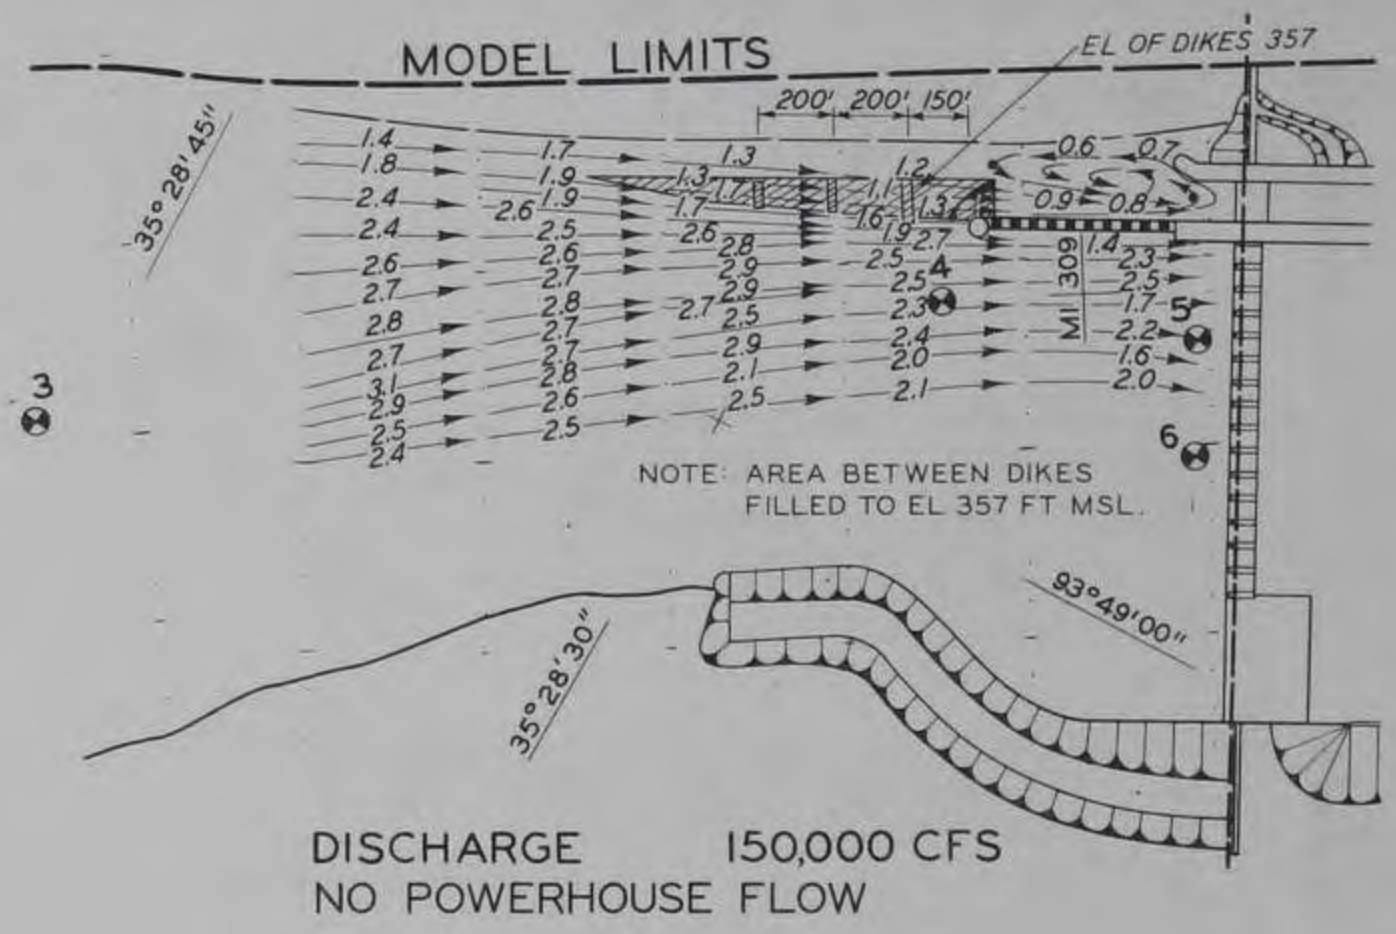 MODEL LIMITS
EL OF DIKES 357
200' 200' 150'
35°28'45"
1.4 1.7 1.3 1.2 0.6 0.7
1.8 1.9 1.3 1.1
2.4 1.9 1.7 1.3 0.9 0.8
2.6 1.7 1.6
2.4 2.5 2.6 1.9 2.7 1.4
2.6 2.6 2.8 2.5 2.3
2.7 2.7 2.9 2.5 2.5
2.8 2.8 2.9 2.3 1.7
2.7 2.7 2.7 2.5 2.4 2.2
3.1 2.7 2.9 2.0 1.6
2.9 2.8 2.1 2.1 2.0
2.5 2.6 2.5
2.4 2.5
MI 309
3
4
5
6
NOTE: AREA BETWEEN DIKES
FILLED TO EL 357 FT MSL.
93°49'00"
35°28'30"
DISCHARGE 150,000 CFS
NO POWERHOUSE FLOW